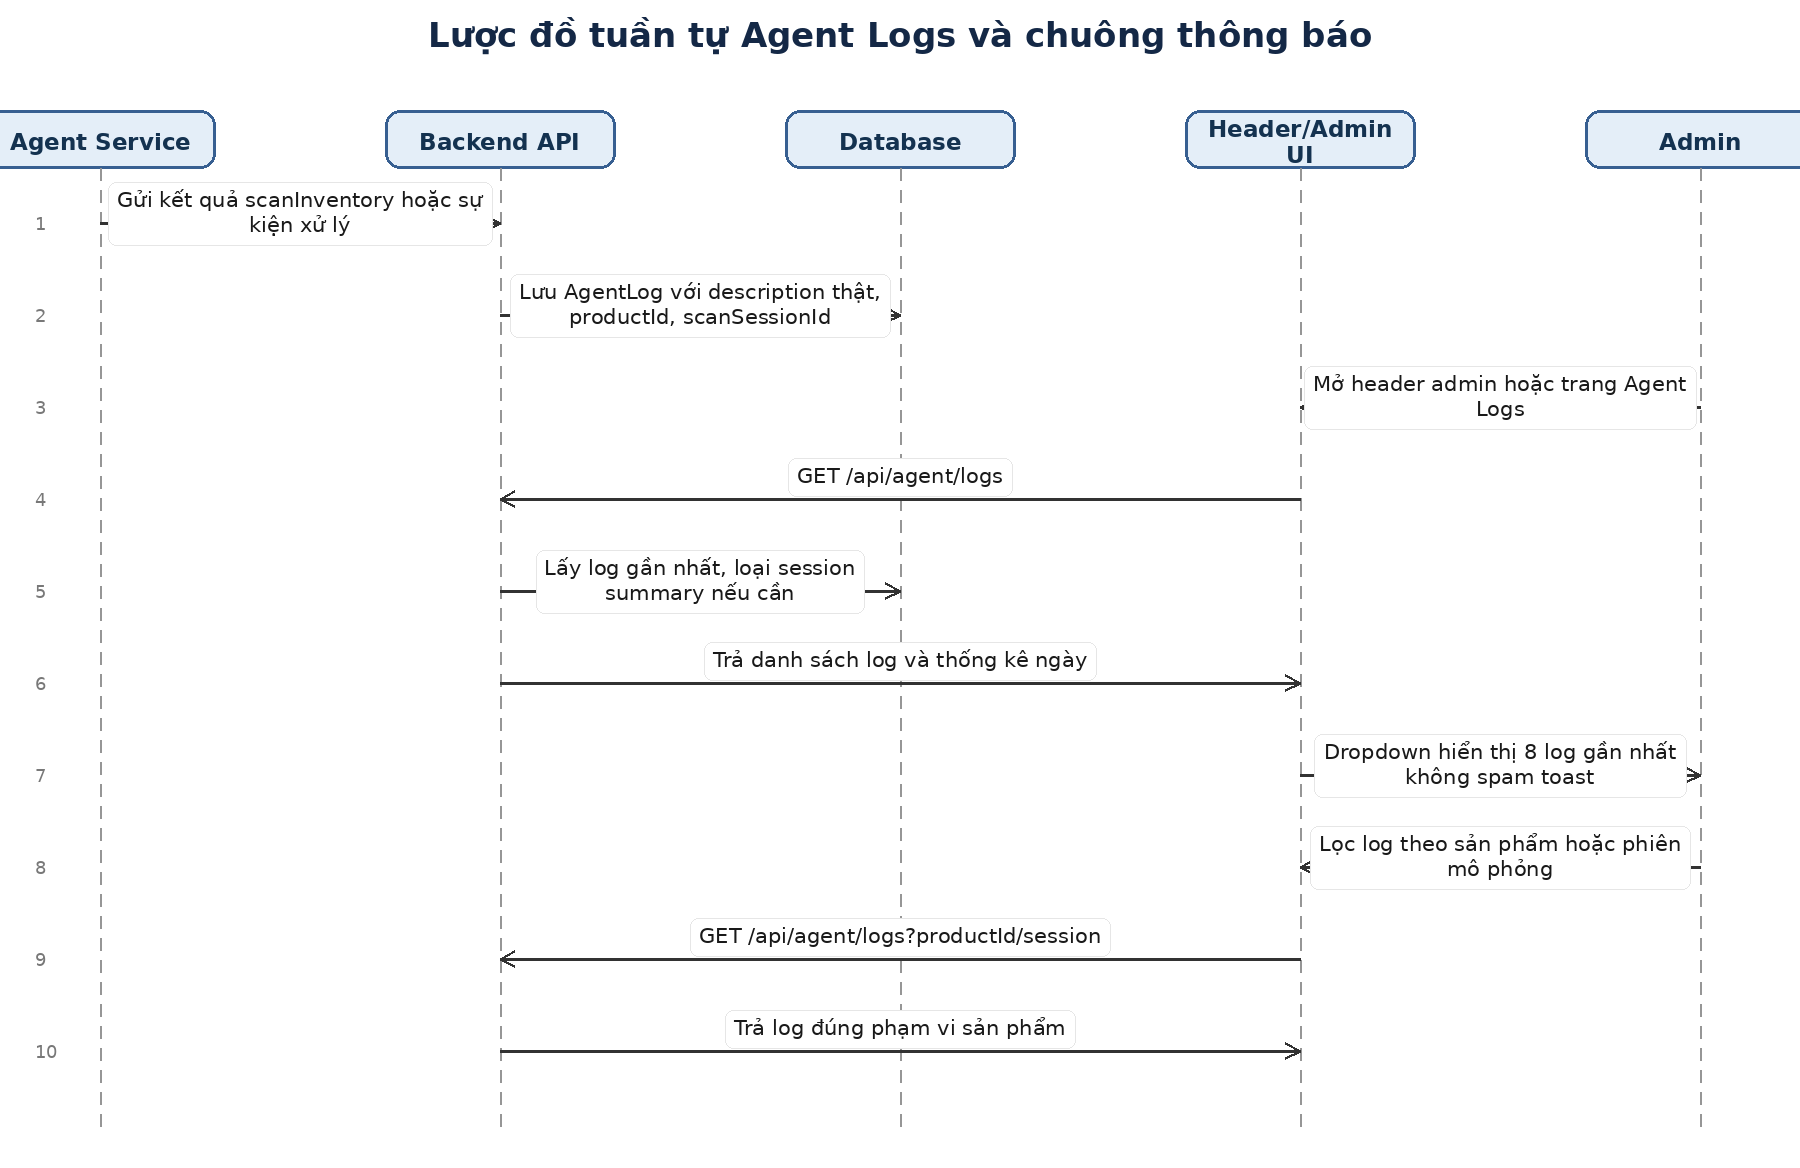 Lược đồ tuần tự Agent Logs và chuông thông báo
Agent Service
Backend API
Database
Header/Admin
UI
Admin
1
Gửi kết quả scanInventory hoặc sự
kiện xử lý
2
Lưu AgentLog với description thật,
productId, scanSessionId
3
Mở header admin hoặc trang Agent
Logs
4
GET /api/agent/logs
5
Lấy log gần nhất, loại session
summary nếu cần
6
Trả danh sách log và thống kê ngày
7
Dropdown hiển thị 8 log gần nhất
không spam toast
8
Lọc log theo sản phẩm hoặc phiên
mô phỏng
9
GET /api/agent/logs?productId/session
10
Trả log đúng phạm vi sản phẩm